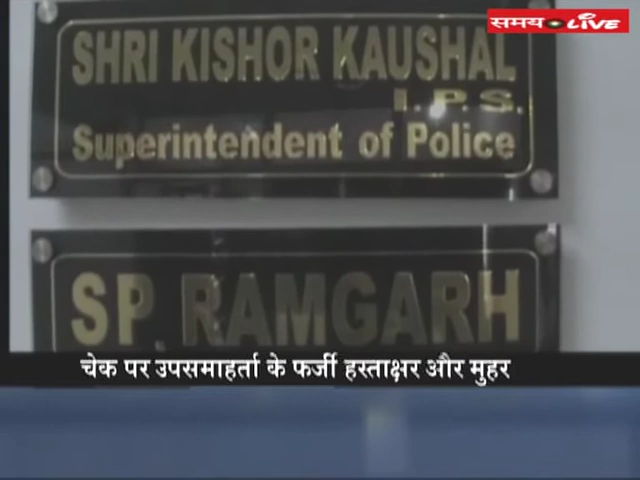 समय LIVE
SHRI KISHOR KAUSHAL
I.P.S.
Superintendent of Police
SP. RAMGARH
चेक पर उपसमाहर्ता के फर्जी हस्ताक्षर और मुहर